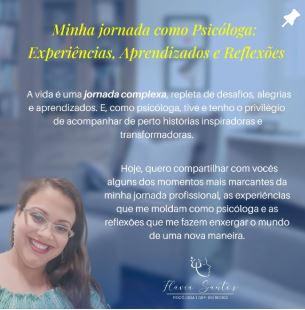 Minha jornada como Psicóloga:
Experiências, Aprendizados e Reflexões
A vida é uma jornada complexa, repleta de desafios, alegrias
e aprendizados. E, como psicóloga, tive e tenho o privilégio
de acompanhar de perto histórias inspiradoras e
transformadoras.
Hoje, quero compartilhar com vocês
alguns dos momentos mais marcantes da
minha jornada profissional, as experiências
que me moldam como psicóloga e as
reflexões que me fazem enxergar o mundo
de uma nova maneira.
Flavia Santos